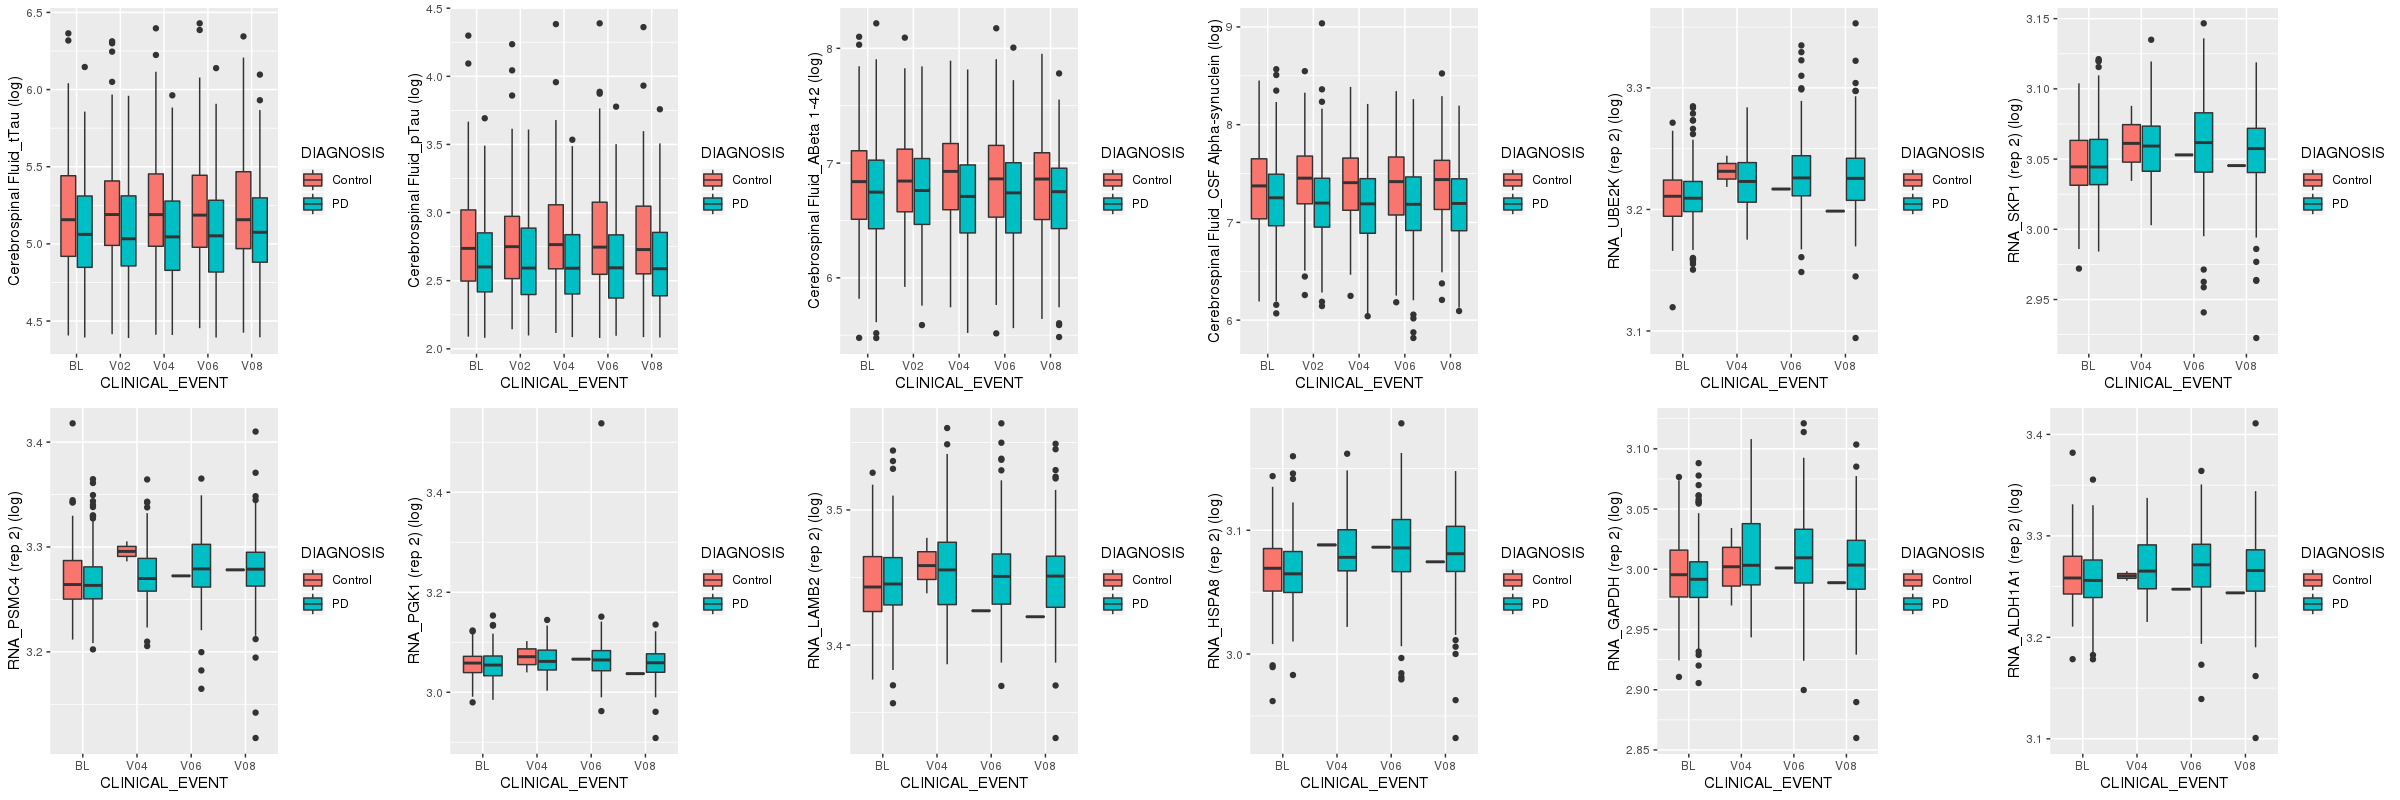 Cerebrospinal Fluid_tTau (log)
6.5
6.0
5.5
5.0
4.5
BL V02 V04 V06 V08
CLINICAL_EVENT
DIAGNOSIS
Control
PD
Cerebrospinal Fluid_pTau (log)
4.5
4.0
3.5
3.0
2.5
2.0
BL V02 V04 V06 V08
CLINICAL_EVENT
DIAGNOSIS
Control
PD
Cerebrospinal Fluid_ABeta 1-42 (log)
8
7
6
BL V02 V04 V06 V08
CLINICAL_EVENT
DIAGNOSIS
Control
PD
Cerebrospinal Fluid_CSF Alpha-synuclein (log)
9
8
7
6
BL V02 V04 V06 V08
CLINICAL_EVENT
DIAGNOSIS
Control
PD
RNA_UBE2K (rep 2) (log)
3.3
3.2
3.1
BL V04 V06 V08
CLINICAL_EVENT
DIAGNOSIS
Control
PD
RNA_SKP1 (rep 2) (log)
3.15
3.10
3.05
3.00
2.95
BL V04 V06 V08
CLINICAL_EVENT
DIAGNOSIS
Control
PD
RNA_PSMC4 (rep 2) (log)
3.4
3.3
3.2
BL V04 V06 V08
CLINICAL_EVENT
DIAGNOSIS
Control
PD
RNA_PGK1 (rep 2) (log)
3.4
3.2
3.0
BL V04 V06 V08
CLINICAL_EVENT
DIAGNOSIS
Control
PD
RNA_LAMB2 (rep 2) (log)
3.5
3.4
BL V04 V06 V08
CLINICAL_EVENT
DIAGNOSIS
Control
PD
RNA_HSPA8 (rep 2) (log)
3.1
3.0
BL V04 V06 V08
CLINICAL_EVENT
DIAGNOSIS
Control
PD
RNA_GAPDH (rep 2) (log)
3.10
3.05
3.00
2.95
2.90
2.85
BL V04 V06 V08
CLINICAL_EVENT
DIAGNOSIS
Control
PD
RNA_ALDH1A1 (rep 2) (log)
3.4
3.3
3.2
3.1
BL V04 V06 V08
CLINICAL_EVENT
DIAGNOSIS
Control
PD